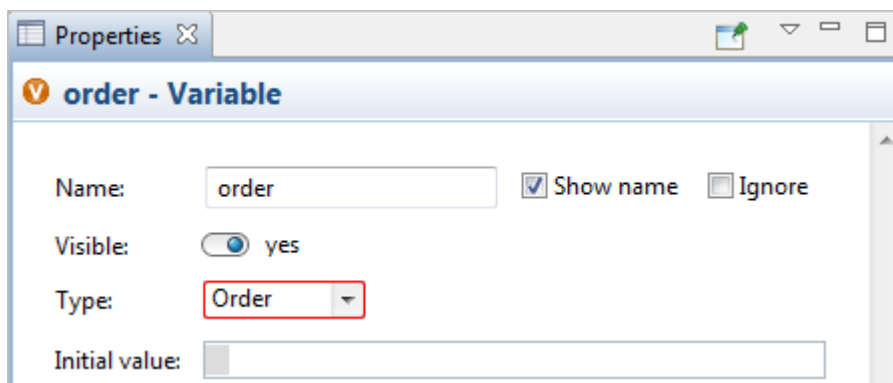 Properties
order - Variable
Name: order Show name Ignore
Visible: yes
Type: Order
Initial value: